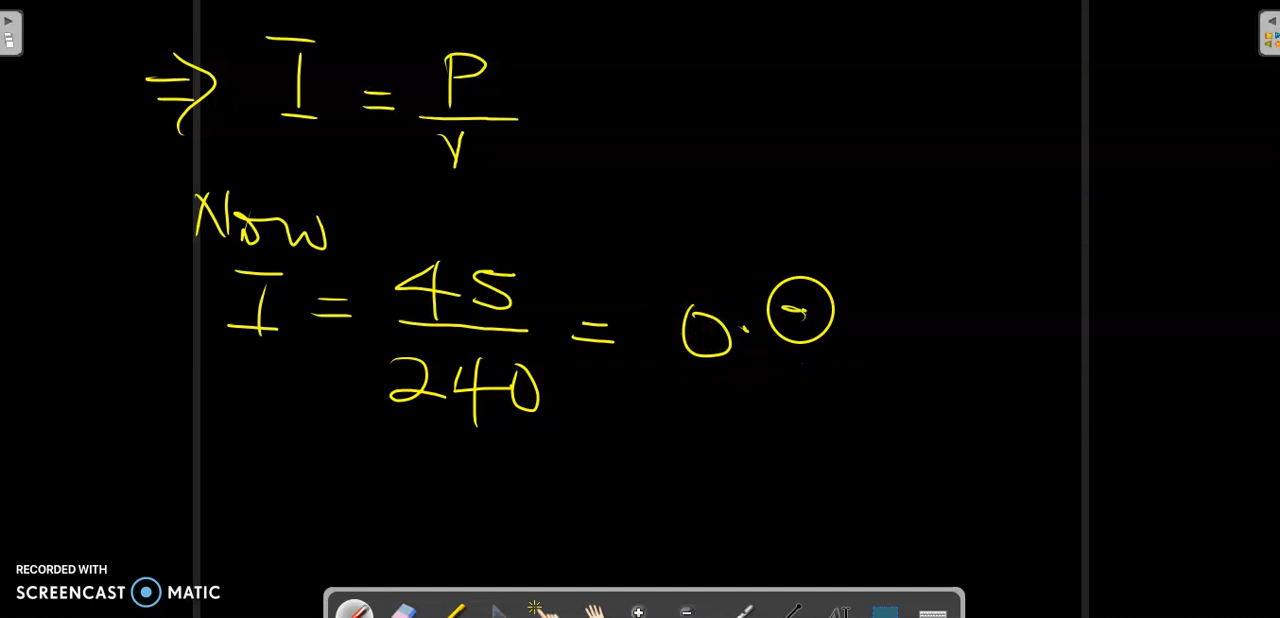 ⇒ I = P/V
Now
I = 45/240 = 0.
RECORDED WITH
SCREENCAST MATIC